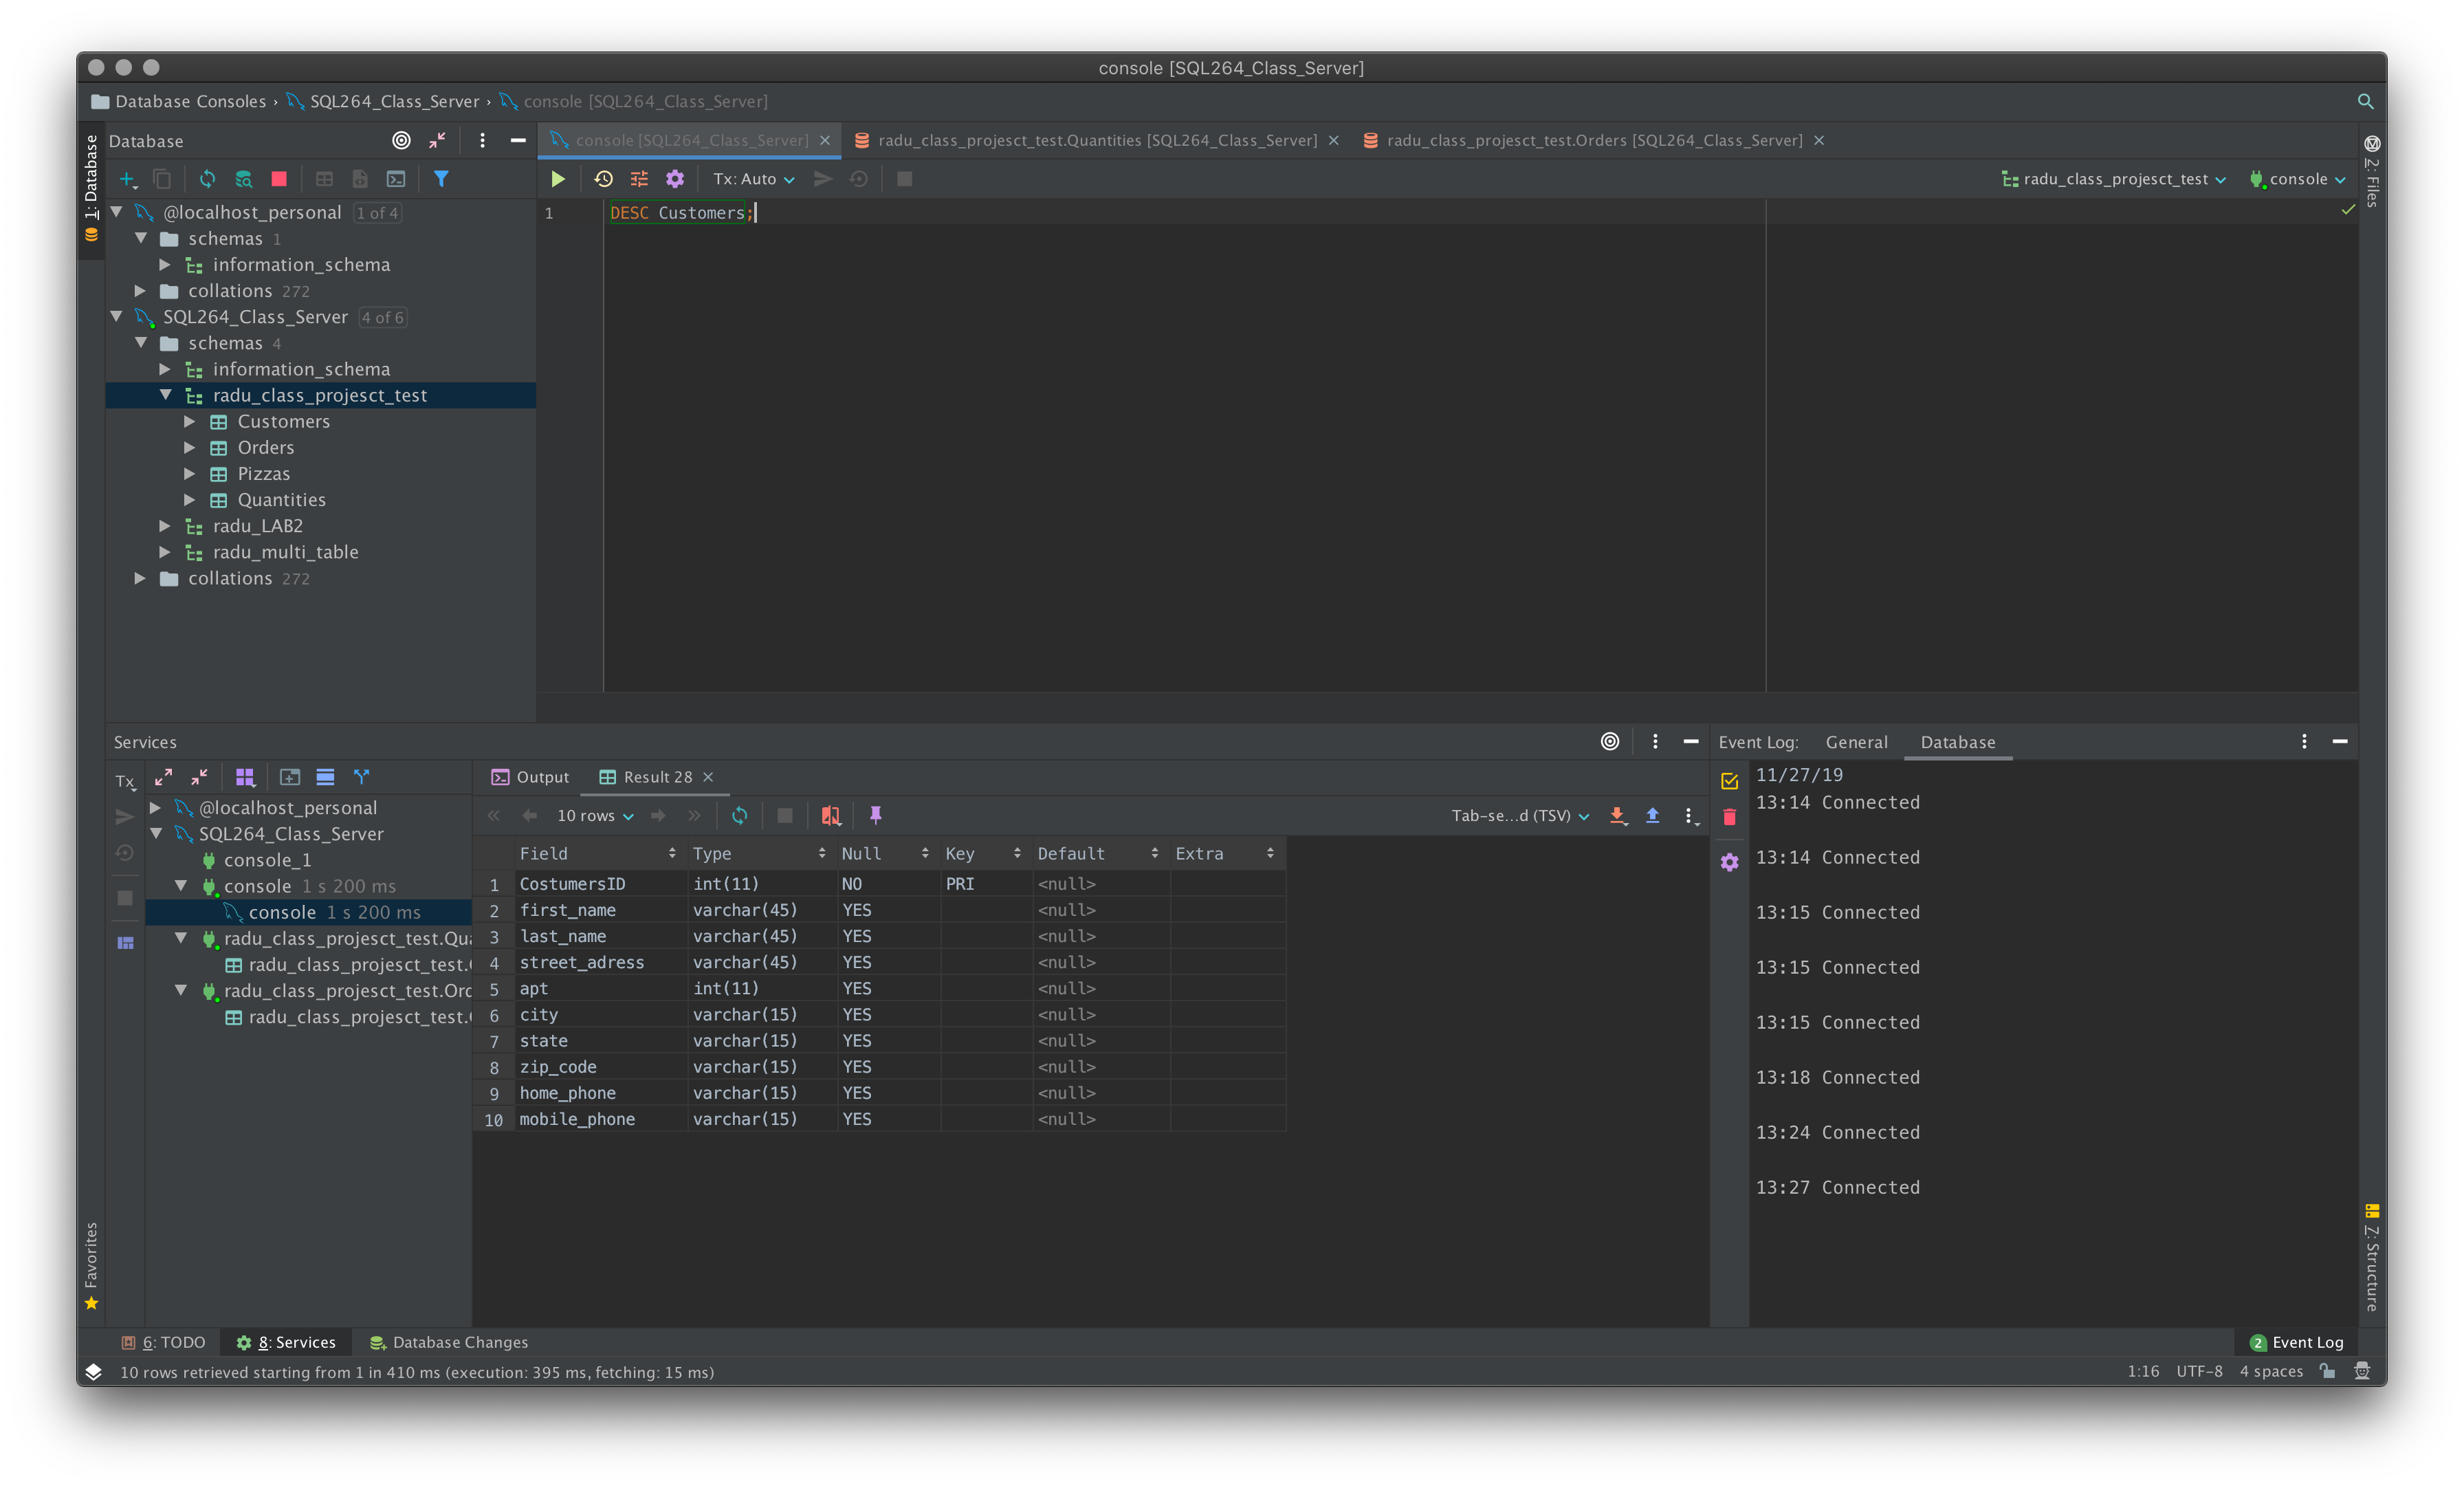 console [SQL264_Class_Server]
Database Consoles › SQL264_Class_Server › console [SQL264_Class_Server]
1: Database
Database
console [SQL264_Class_Server]
radu_class_projesct_test.Quantities [SQL264_Class_Server]
radu_class_projesct_test.Orders [SQL264_Class_Server]
2: Files
Tx: Auto
radu_class_projesct_test
console
@localhost_personal 1 of 4
schemas 1
information_schema
collations 272
SQL264_Class_Server 4 of 6
schemas 4
information_schema
radu_class_projesct_test
Customers
Orders
Pizzas
Quantities
radu_LAB2
radu_multi_table
collations 272
1 DESC Customers;
Services
Tx
@localhost_personal
SQL264_Class_Server
console_1
console 1 s 200 ms
console 1 s 200 ms
radu_class_projesct_test.Qua
radu_class_projesct_test.
radu_class_projesct_test.Ord
radu_class_projesct_test.
Output
Result 28
10 rows
Tab-se...d (TSV)
Field Type Null Key Default Extra
1 CostumersID int(11) NO PRI <null>
2 first_name varchar(45) YES <null>
3 last_name varchar(45) YES <null>
4 street_adress varchar(45) YES <null>
5 apt int(11) YES <null>
6 city varchar(15) YES <null>
7 state varchar(15) YES <null>
8 zip_code varchar(15) YES <null>
9 home_phone varchar(15) YES <null>
10 mobile_phone varchar(15) YES <null>
Event Log: General Database
11/27/19
13:14 Connected
13:14 Connected
13:15 Connected
13:15 Connected
13:15 Connected
13:18 Connected
13:24 Connected
13:27 Connected
Favorites
7: Structure
6: TODO
8: Services
Database Changes
2 Event Log
10 rows retrieved starting from 1 in 410 ms (execution: 395 ms, fetching: 15 ms)
1:16 UTF-8 4 spaces